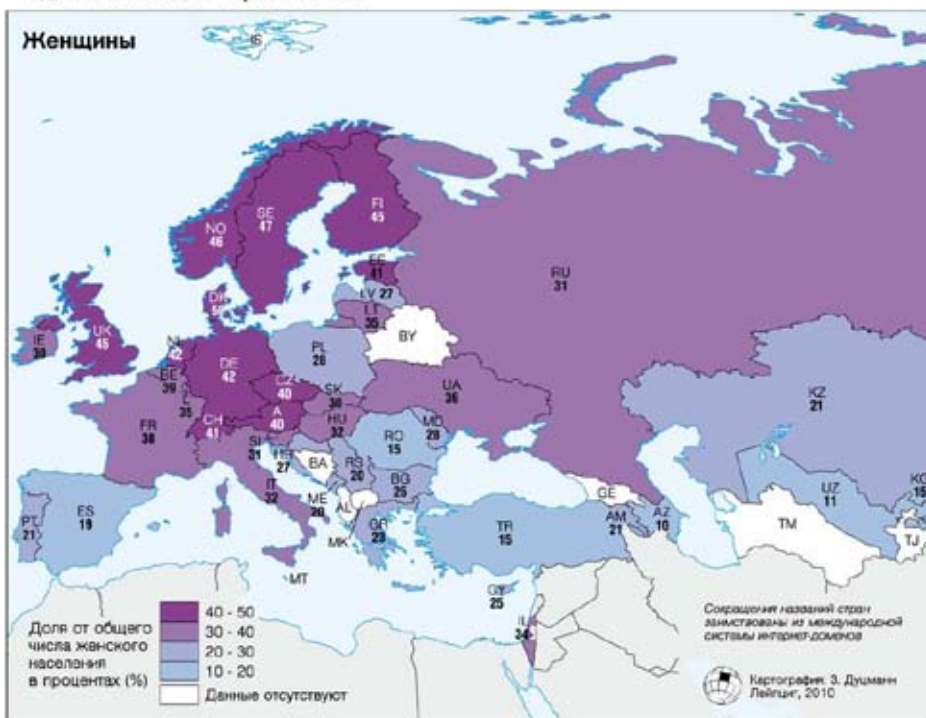 Женщины
IS
NO
46
SE
47
FI
45
RU
31
EE
41
LV 27
LT
35
DK
BY
IE
30
UK
45
NL
42
DE
42
PL
28
BE
39
L
35
CZ
40
SK
30
UA
36
KZ
21
FR
38
CH
41
A
40
HU
32
MD
28
SI
31
HR
27
BA
RS
20
RO
15
BG
25
IT
32
ME
20
AL
MK
GR
23
PT
21
ES
19
MT
TR
15
CY
25
IL
34
GE
AM
21
AZ
10
UZ
11
KG
15
TM
TJ
Доля от общего
числа женского
населения
в процентах (%)
40 - 50
30 - 40
20 - 30
10 - 20
Данные отсутствуют
Сокращения названий стран
заимствованы из международной
системы интернет-доменов
Картография: З. Дуцманн
Лейпциг, 2010